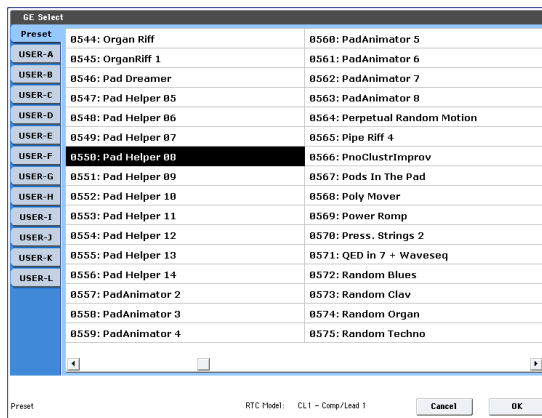 GE Select
Preset
USER-A
USER-B
USER-C
USER-D
USER-E
USER-F
USER-G
USER-H
USER-I
USER-J
USER-K
USER-L
0544: Organ Riff
0545: OrganRiff 1
0546: Pad Dreamer
0547: Pad Helper 05
0548: Pad Helper 06
0549: Pad Helper 07
0550: Pad Helper 08
0551: Pad Helper 09
0552: Pad Helper 10
0553: Pad Helper 11
0554: Pad Helper 12
0555: Pad Helper 13
0556: Pad Helper 14
0557: PadAnimator 2
0558: PadAnimator 3
0559: PadAnimator 4
0560: PadAnimator 5
0561: PadAnimator 6
0562: PadAnimator 7
0563: PadAnimator 8
0564: Perpetual Random Motion
0565: Pipe Riff 4
0566: PnoClustrImprov
0567: Pods In The Pad
0568: Poly Mover
0569: Power Romp
0570: Press. Strings 2
0571: QED in 7 + Waveseq
0572: Random Blues
0573: Random Clav
0574: Random Organ
0575: Random Techno
Preset
RTC Model: CL1 - Comp/Lead 1
Cancel
OK